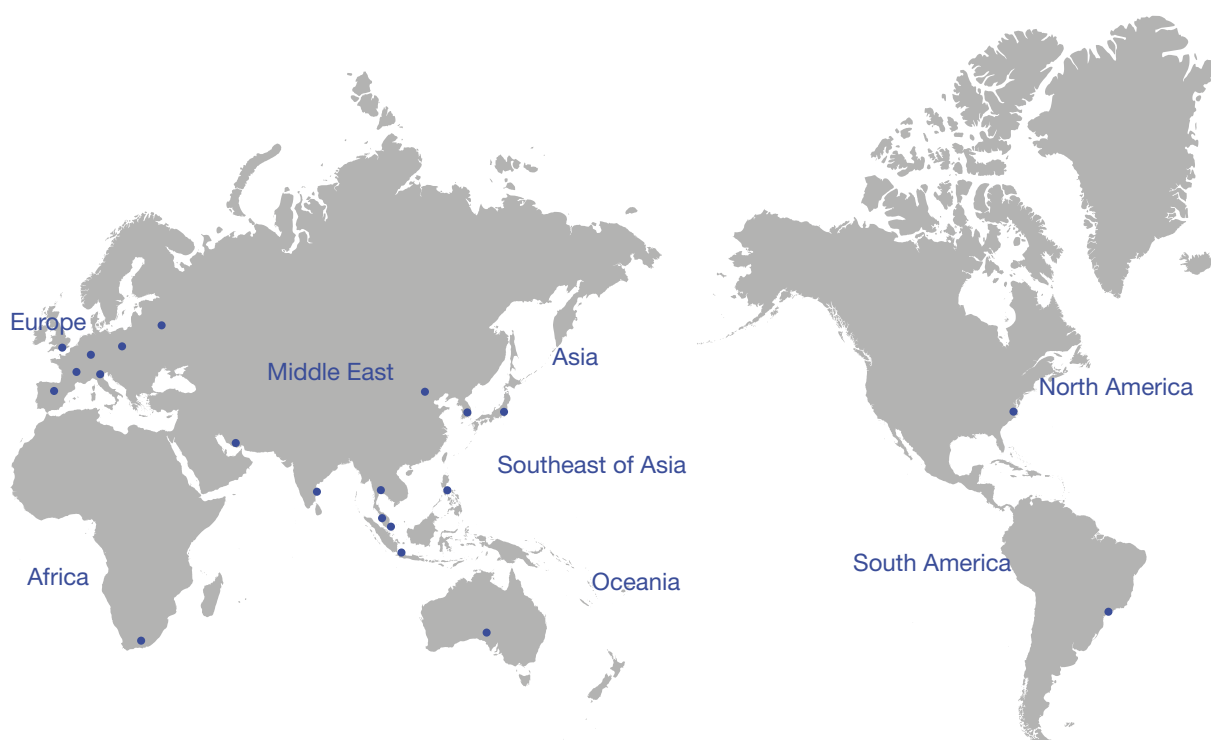 Europe
Asia
Middle East
North America
Southeast of Asia
South America
Africa
Oceania